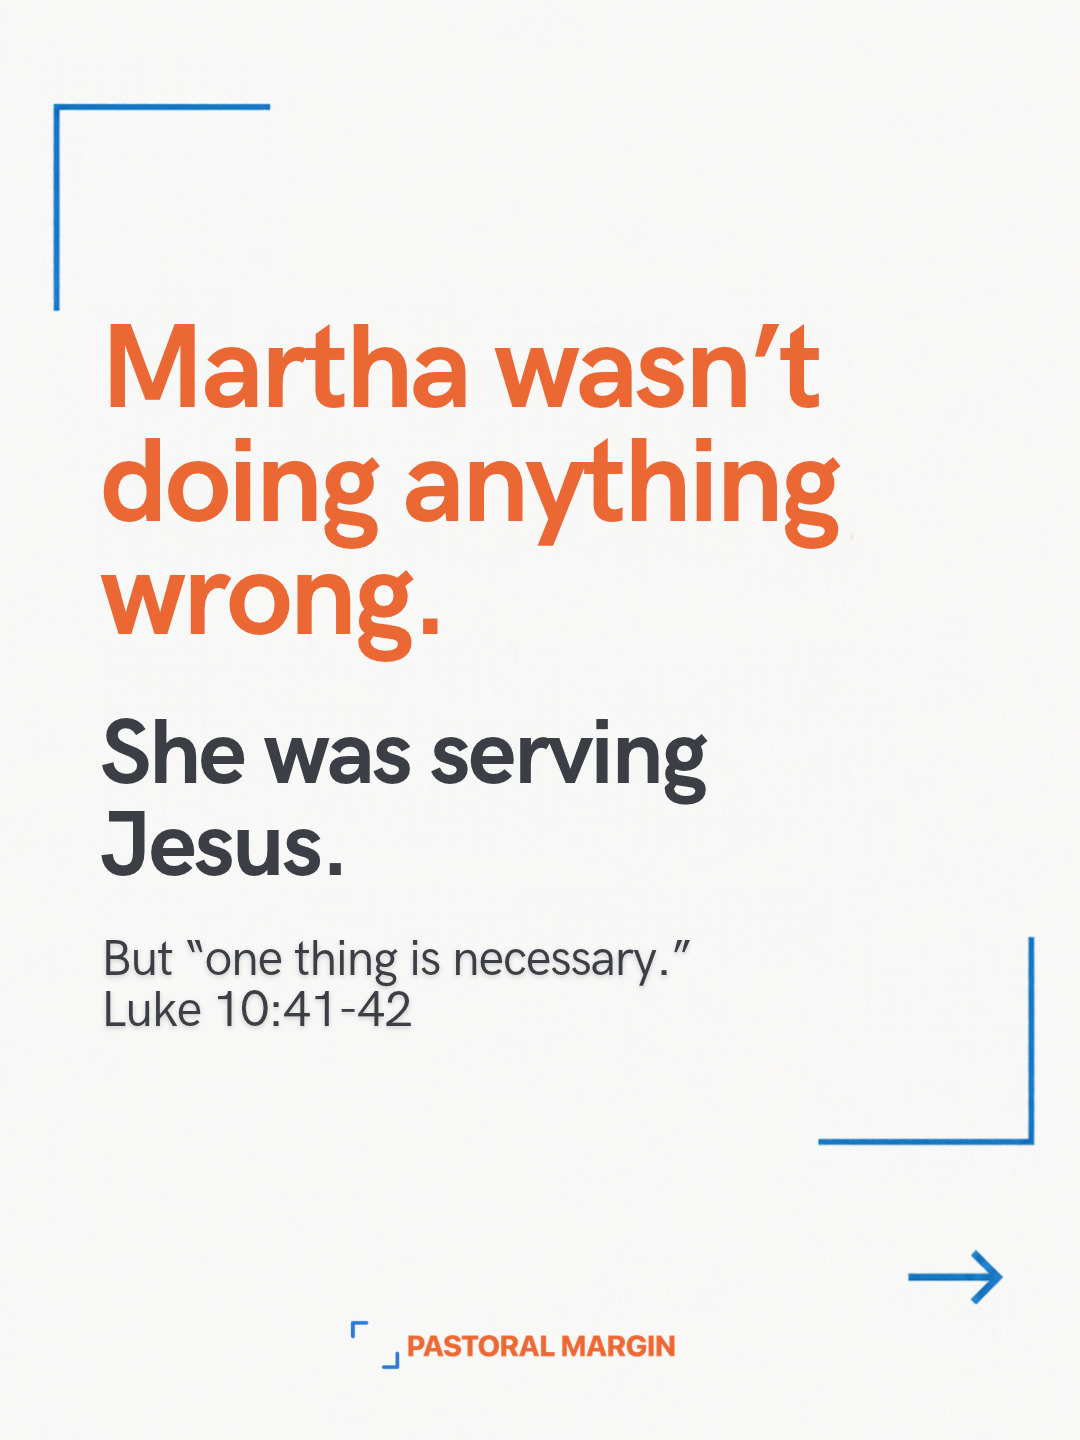 Martha wasn’t
doing anything
wrong.
She was serving
Jesus.
But “one thing is necessary.”
Luke 10:41-42
PASTORAL MARGIN